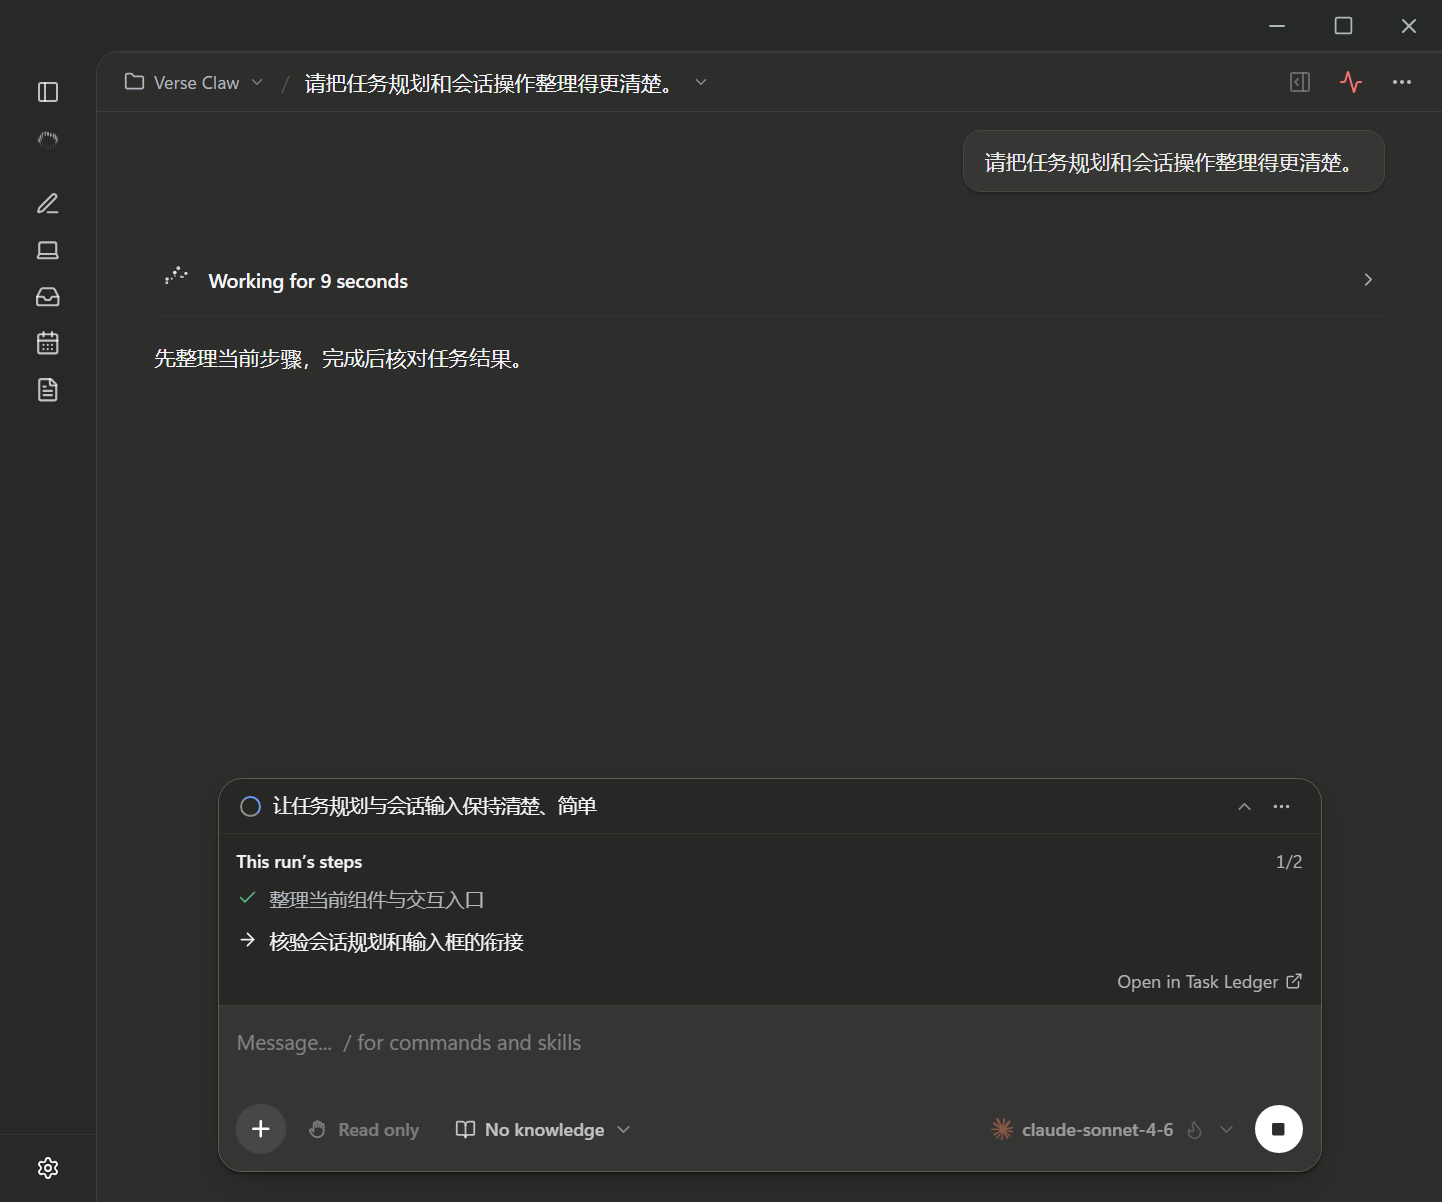 Verse Claw / 请把任务规划和会话操作整理得更清楚。
请把任务规划和会话操作整理得更清楚。
Working for 9 seconds
先整理当前步骤，完成后核对任务结果。
让任务规划与会话输入保持清楚、简单
This run’s steps 1/2
整理当前组件与交互入口
核验会话规划和输入框的衔接
Open in Task Ledger
Message... / for commands and skills
Read only No knowledge claude-sonnet-4-6